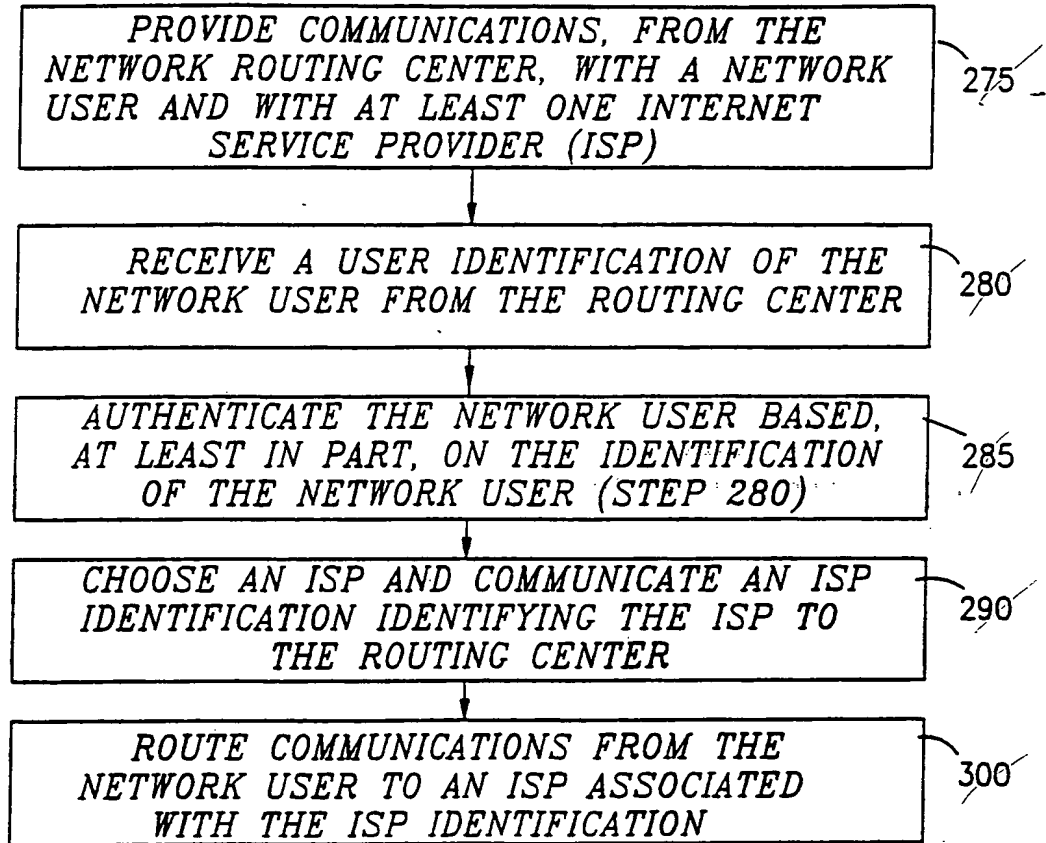 PROVIDE COMMUNICATIONS, FROM THE
NETWORK ROUTING CENTER, WITH A NETWORK
USER AND WITH AT LEAST ONE INTERNET
SERVICE PROVIDER (ISP)
275
RECEIVE A USER IDENTIFICATION OF THE
NETWORK USER FROM THE ROUTING CENTER
280
AUTHENTICATE THE NETWORK USER BASED,
AT LEAST IN PART, ON THE IDENTIFICATION
OF THE NETWORK USER (STEP 280)
285
CHOOSE AN ISP AND COMMUNICATE AN ISP
IDENTIFICATION IDENTIFYING THE ISP TO
THE ROUTING CENTER
290
ROUTE COMMUNICATIONS FROM THE
NETWORK USER TO AN ISP ASSOCIATED
WITH THE ISP IDENTIFICATION
300